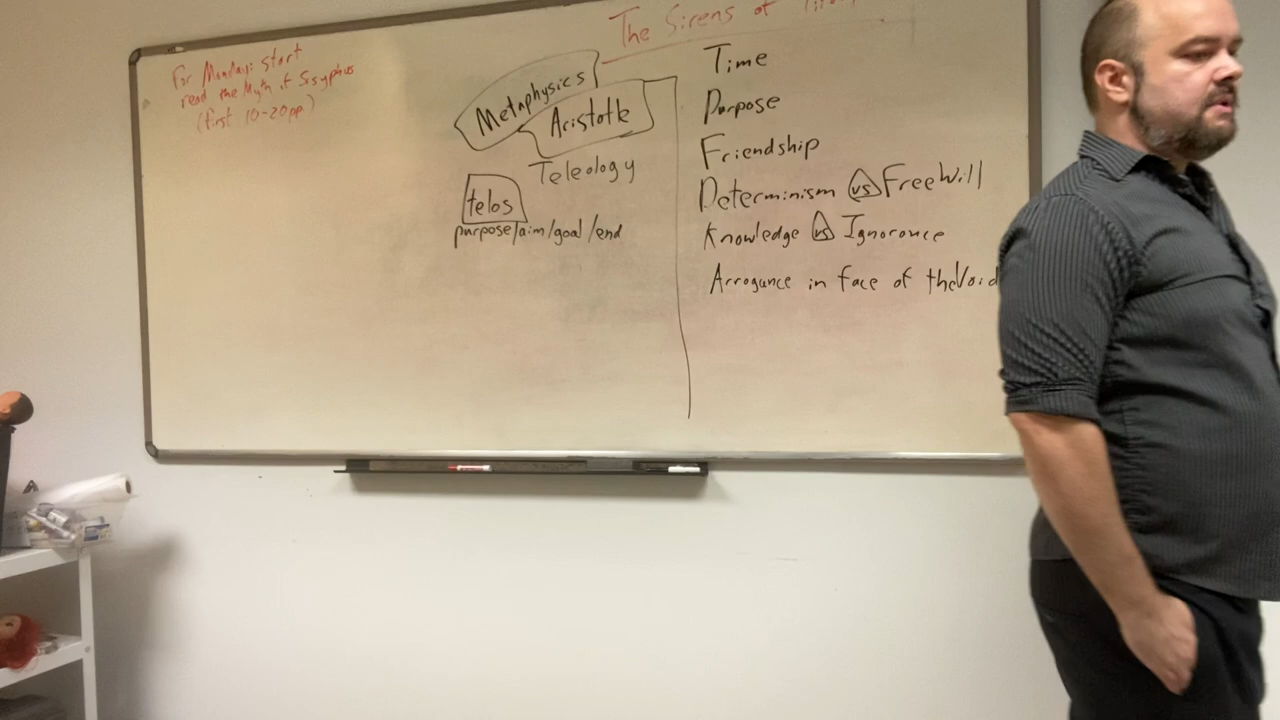 For Monday: start
read the Myth of Sisyphus
(first 10-20pp.)
The Sirens of
Metaphysics
Aristotle
Teleology
telos
purpose/aim/goal/end
Time
Purpose
Friendship
Determinism vs Free Will
Knowledge vs Ignorance
Arrogance in face of the Void